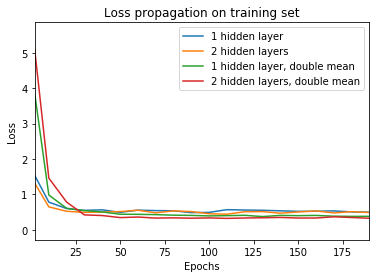 Loss propagation on training set
1 hidden layer
2 hidden layers
1 hidden layer, double mean
2 hidden layers, double mean
Loss
5
4
3
2
1
0
25
50
75
100
125
150
175
Epochs